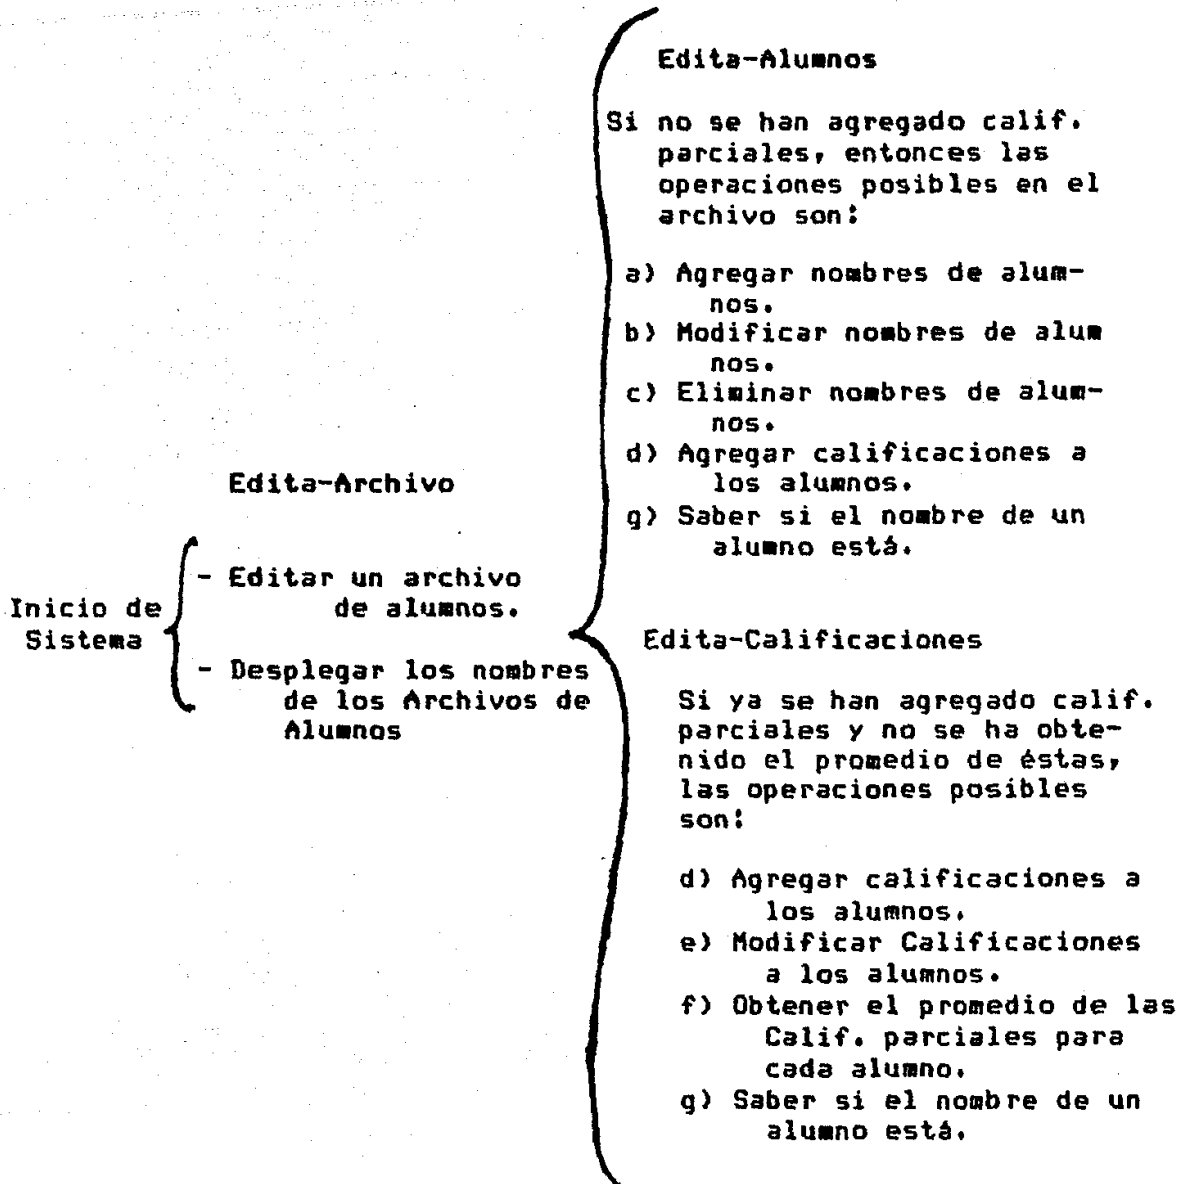 Inicio de
Sistema
Edita-Archivo
- Editar un archivo
de alumnos.
- Desplegar los nombres
de los Archivos de
Alumnos
Edita-Alumnos
Si no se han agregado calif.
parciales, entonces las
operaciones posibles en el
archivo son:
a) Agregar nombres de alum-
nos.
b) Modificar nombres de alum
nos.
c) Eliminar nombres de alum-
nos.
d) Agregar calificaciones a
los alumnos.
g) Saber si el nombre de un
alumno está.
Edita-Calificaciones
Si ya se han agregado calif.
parciales y no se ha obte-
nido el promedio de éstas,
las operaciones posibles
son:
d) Agregar calificaciones a
los alumnos.
e) Modificar Calificaciones
a los alumnos.
f) Obtener el promedio de las
Calif. parciales para
cada alumno.
g) Saber si el nombre de un
alumno está.